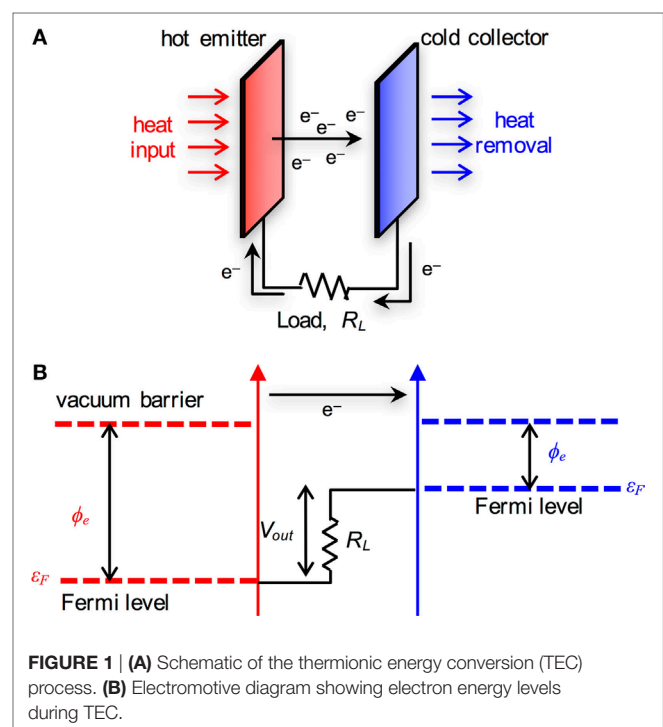 A
hot emitter
cold collector
e–
e– e–
heat input
e– e–
heat removal
e–
e–
Load, R_L
B
vacuum barrier
e–
ϕ_e
ϕ_e
V_out
R_L
ε_F
Fermi level
ε_F
Fermi level
FIGURE 1 | (A) Schematic of the thermionic energy conversion (TEC)
process. (B) Electromotive diagram showing electron energy levels
during TEC.